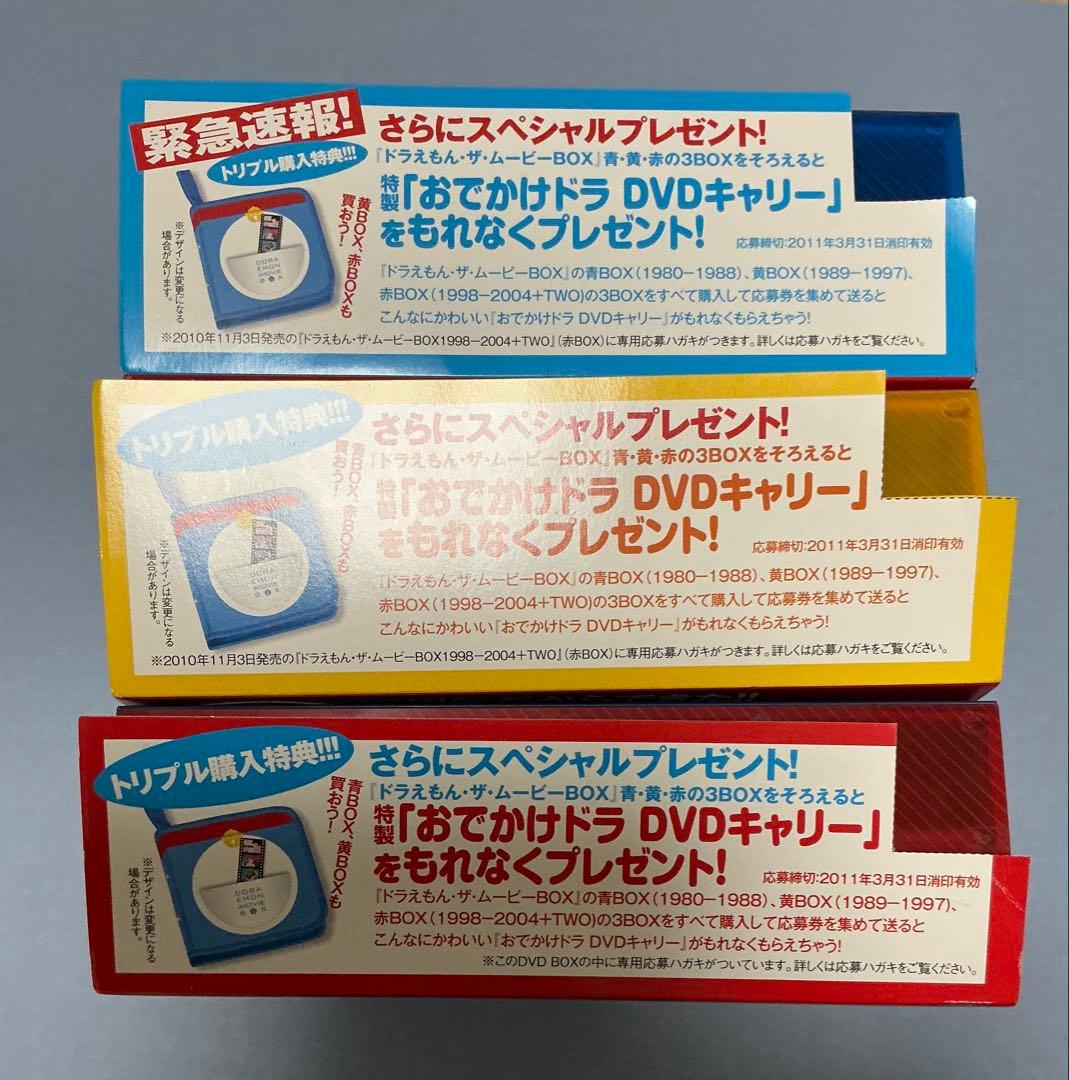 緊急速報!
トリプル購入特典!!!
さらにスペシャルプレゼント!
『ドラえもん・ザ・ムービーBOX』青・黄・赤の3BOXをそろえると
特製「おでかけドラ DVDキャリー」
をもれなくプレゼント!
応募締切:2011年3月31日消印有効
黄BOX、赤BOXも
買おう!
DORA
EMON
MOVIE
BOX
※デザインは変更になる
場合があります。
『ドラえもん・ザ・ムービーBOX』の青BOX(1980-1988)、黄BOX(1989-1997)、
赤BOX(1998-2004+TWO)の3BOXをすべて購入して応募券を集めて送ると
こんなにかわいい『おでかけドラ DVDキャリー』がもれなくもらえちゃう!
※2010年11月3日発売の『ドラえもん・ザ・ムービーBOX1998-2004+TWO』(赤BOX)に専用応募ハガキがつきます。詳しくは応募ハガキをご覧ください。
トリプル購入特典!!!
さらにスペシャルプレゼント!
『ドラえもん・ザ・ムービーBOX』青・黄・赤の3BOXをそろえると
特製「おでかけドラ DVDキャリー」
をもれなくプレゼント!
応募締切:2011年3月31日消印有効
青BOX、赤BOXも
買おう!
DORA
EMON
MOVIE
BOX
※デザインは変更になる
場合があります。
『ドラえもん・ザ・ムービーBOX』の青BOX(1980-1988)、黄BOX(1989-1997)、
赤BOX(1998-2004+TWO)の3BOXをすべて購入して応募券を集めて送ると
こんなにかわいい『おでかけドラ DVDキャリー』がもれなくもらえちゃう!
※2010年11月3日発売の『ドラえもん・ザ・ムービーBOX1998-2004+TWO』(赤BOX)に専用応募ハガキがつきます。詳しくは応募ハガキをご覧ください。
トリプル購入特典!!!
さらにスペシャルプレゼント!
『ドラえもん・ザ・ムービーBOX』青・黄・赤の3BOXをそろえると
特製「おでかけドラ DVDキャリー」
をもれなくプレゼント!
応募締切:2011年3月31日消印有効
青BOX、黄BOXも
買おう!
DORA
EMON
MOVIE
BOX
※デザインは変更になる
場合があります。
『ドラえもん・ザ・ムービーBOX』の青BOX(1980-1988)、黄BOX(1989-1997)、
赤BOX(1998-2004+TWO)の3BOXをすべて購入して応募券を集めて送ると
こんなにかわいい『おでかけドラ DVDキャリー』がもれなくもらえちゃう!
※このDVD BOXの中に専用応募ハガキがついています。詳しくは応募ハガキをご覧ください。